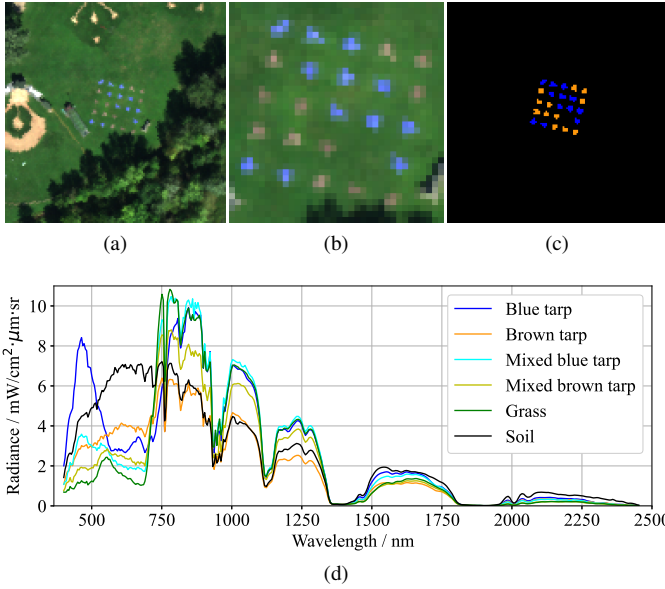 (a)
(b)
(c)
Radiance / mW/cm²·μm·sr
10
8
6
4
2
0
Blue tarp
Brown tarp
Mixed blue tarp
Mixed brown tarp
Grass
Soil
500
750
1000
1250
1500
1750
2000
2250
2500
Wavelength / nm
(d)